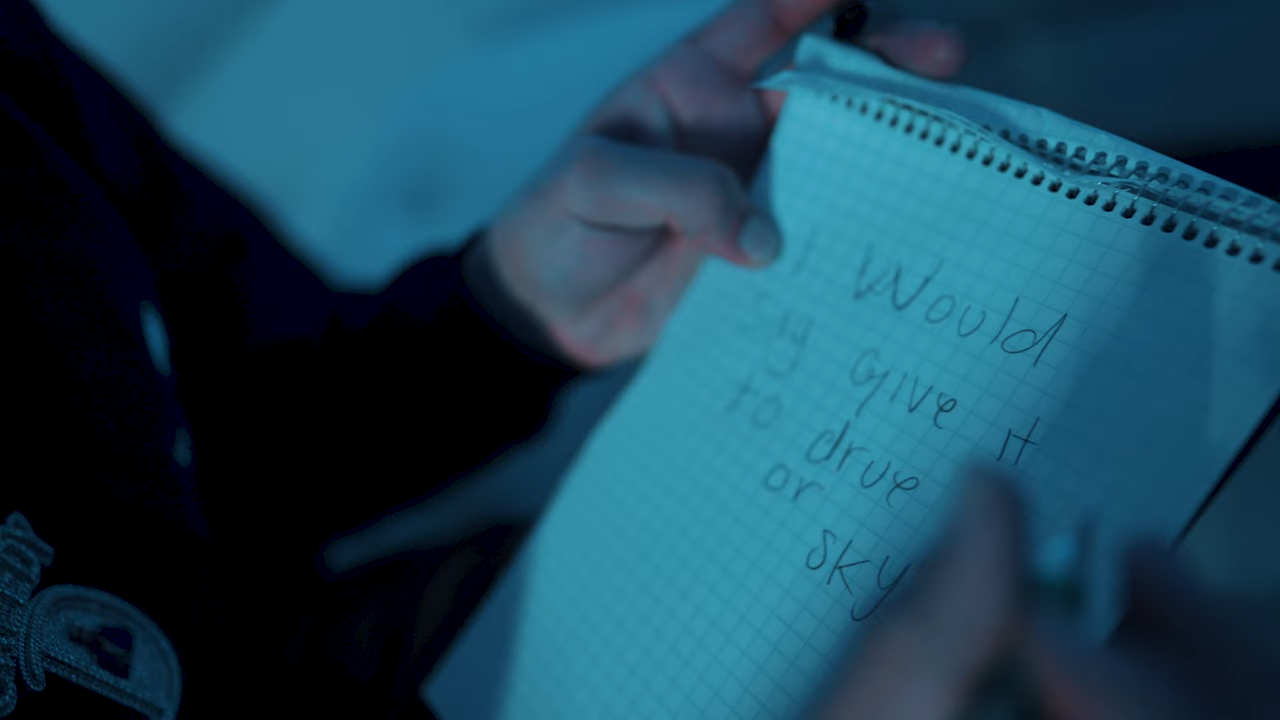 I Would
give it
to drue
or
sky